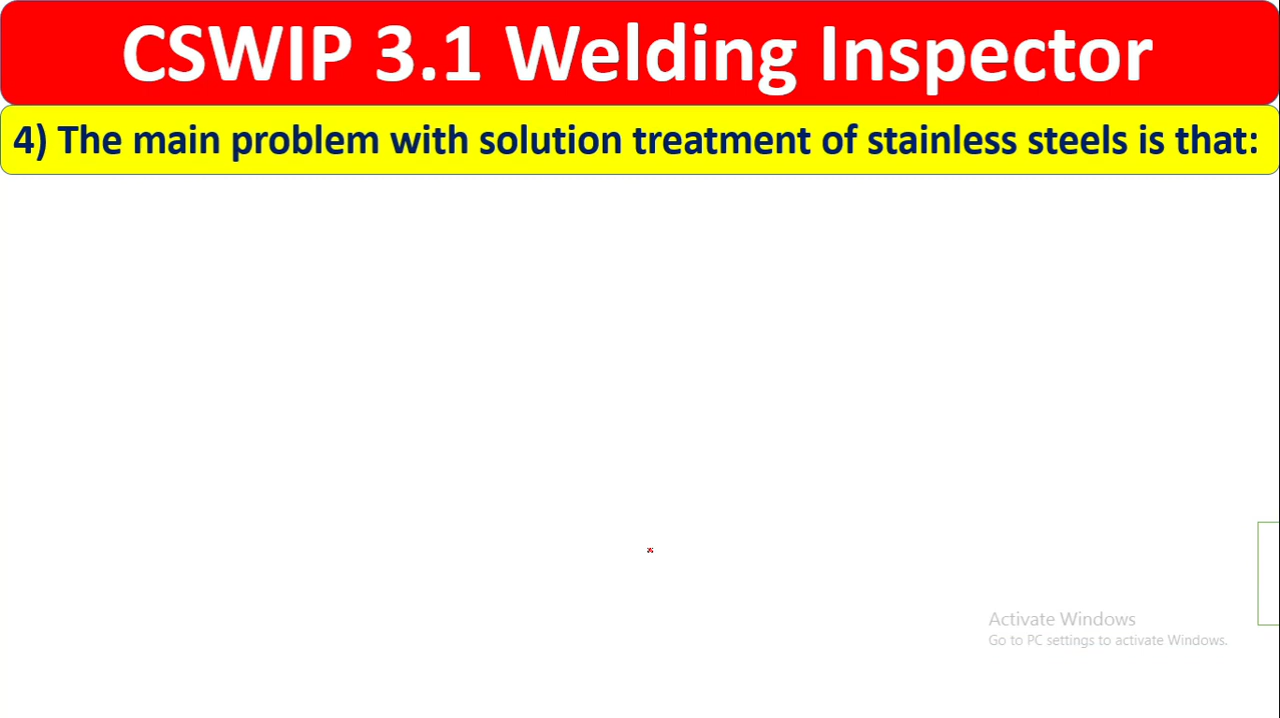 CSWIP 3.1 Welding Inspector
4) The main problem with solution treatment of stainless steels is that:
Activate Windows
Go to PC settings to activate Windows.